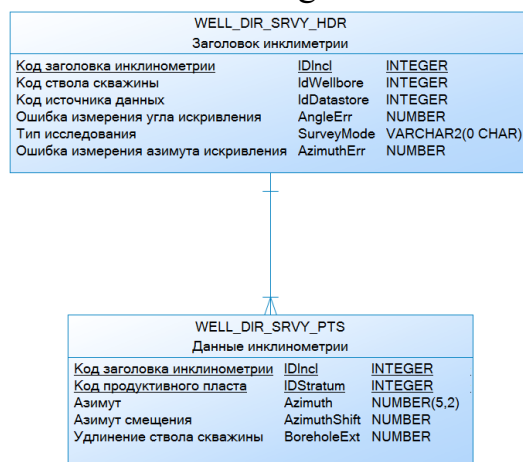 WELL_DIR_SRVY_HDR
Заголовок инклиметрии
Код заголовка инклинометрии IDIncl INTEGER
Код ствола скважины IdWellbore INTEGER
Код источника данных IdDatastore INTEGER
Ошибка измерения угла искривления AngleErr NUMBER
Тип исследования SurveyMode VARCHAR2(0 CHAR)
Ошибка измерения азимута искривления AzimuthErr NUMBER
WELL_DIR_SRVY_PTS
Данные инклинометрии
Код заголовка инклинометрии IDIncl INTEGER
Код продуктивного пласта IDStratum INTEGER
Азимут Azimuth NUMBER(5,2)
Азимут смещения AzimuthShift NUMBER
Удлинение ствола скважины BoreholeExt NUMBER